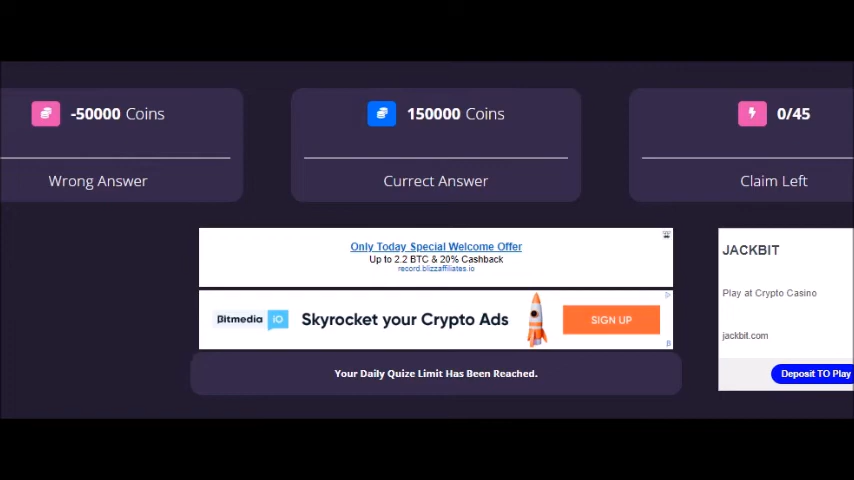 -50000 Coins
150000 Coins
0/45
Wrong Answer
Currect Answer
Claim Left
Only Today Special Welcome Offer
Up to 2.2 BTC & 20% Cashback
record.blizzaffiliates.io
Bitmedia IO
Skyrocket your Crypto Ads
SIGN UP
Your Daily Quize Limit Has Been Reached.
JACKBIT
Play at Crypto Casino
jackbit.com
Deposit TO Play